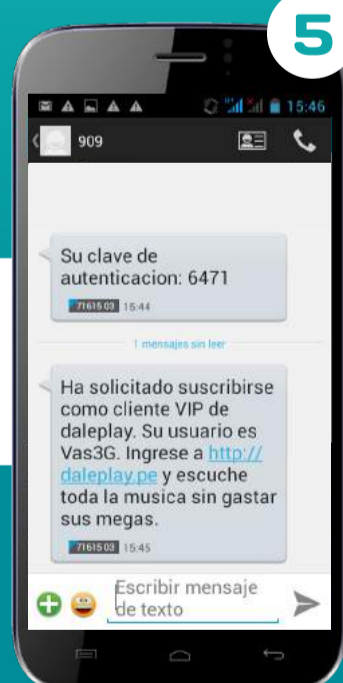 5
15:46
909
Su clave de
autenticacion: 6471
7161503 15:44
1 mensajes sin leer
Ha solicitado suscribirse
como cliente VIP de
daleplay. Su usuario es
Vas3G. Ingrese a http://
daleplay.pe y escuche
toda la musica sin gastar
sus megas.
7161503 15:45
Escribir mensaje
de texto